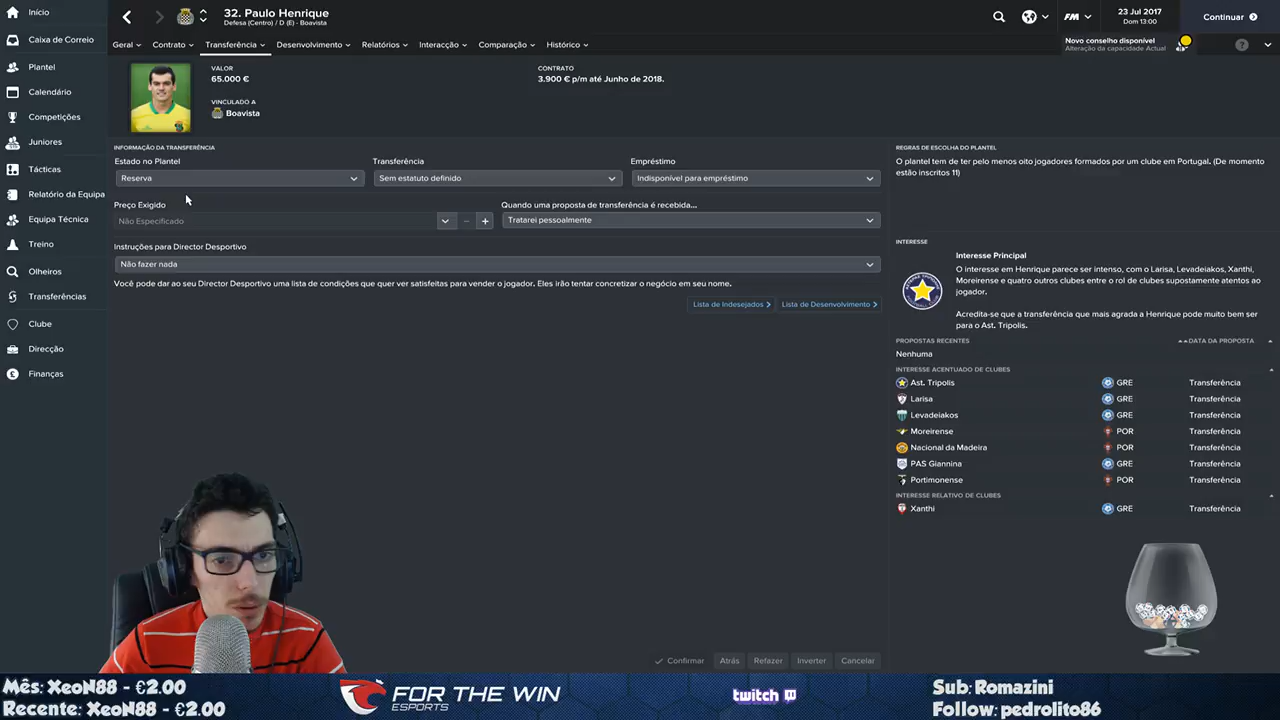 Início
Caixa de Correio
Plantel
Calendário
Competições
Juniores
Tácticas
Relatório da Equipa
Equipa Técnica
Treino
Olheiros
Transferências
Clube
Direcção
Finanças
32. Paulo Henrique
Defesa (Centro) / D (E) - Boavista
FM
23 Jul 2017
Dom 13:00
Continuar
Geral
Contrato
Transferência
Desenvolvimento
Relatórios
Interacção
Comparação
Histórico
Novo conselho disponível
Alteração da capacidade Actual
?
VALOR
65.000 €
VINCULADO A
Boavista
CONTRATO
3.900 € p/m até Junho de 2018.
INFORMAÇÃO DA TRANSFERÊNCIA
Estado no Plantel
Transferência
Empréstimo
Reserva
Sem estatuto definido
Indisponível para empréstimo
Preço Exigido
Quando uma proposta de transferência é recebida...
Não Especificado
Tratarei pessoalmente
Instruções para Director Desportivo
Não fazer nada
Você pode dar ao seu Director Desportivo uma lista de condições que quer ver satisfeitas para vender o jogador. Eles irão tentar concretizar o negócio em seu nome.
Lista de Indesejados
Lista de Desenvolvimento
REGRAS DE ESCOLHA DO PLANTEL
O plantel tem de ter pelo menos oito jogadores formados por um clube em Portugal. (De momento
estão inscritos 11)
INTERESSE
Interesse Principal
O interesse em Henrique parece ser intenso, com o Larisa, Levadeiakos, Xanthi,
Moreirense e quatro outros clubes entre o rol de clubes supostamente atentos ao
jogador.
Acredita-se que a transferência que mais agrada a Henrique pode muito bem ser
para o Ast. Tripolis.
PROPOSTAS RECENTES
DATA DA PROPOSTA
Nenhuma
INTERESSE ACENTUADO DE CLUBES
Ast. Tripolis GRE Transferência
Larisa GRE Transferência
Levadeiakos GRE Transferência
Moreirense POR Transferência
Nacional da Madeira POR Transferência
PAS Giannina GRE Transferência
Portimonense POR Transferência
INTERESSE RELATIVO DE CLUBES
Xanthi GRE Transferência
Confirmar
Atrás
Refazer
Inverter
Cancelar
Mês: XeoN88 - €2.00
Recente: XeoN88 - €2.00
FOR THE WIN
ESPORTS
twitch
Sub: Romazini
Follow: pedrolito86